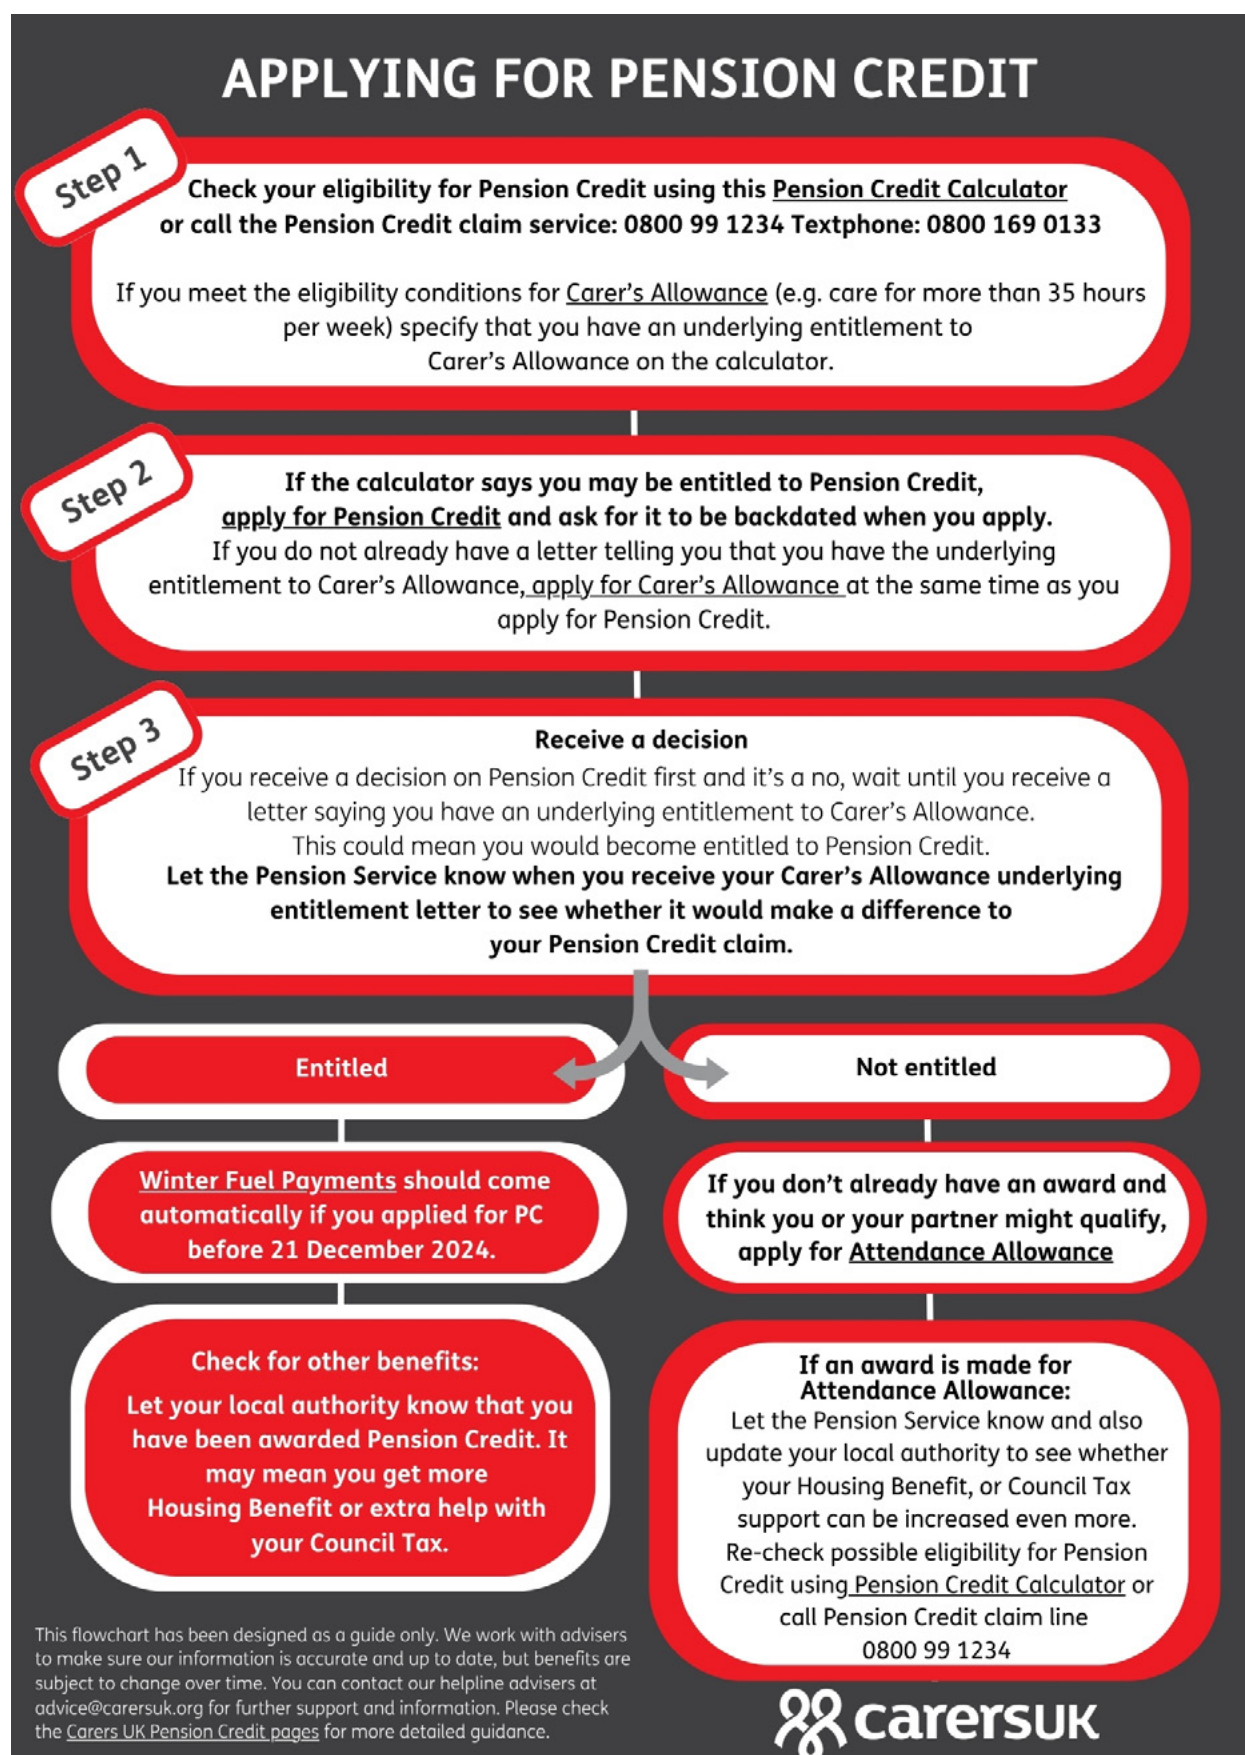 APPLYING FOR PENSION CREDIT
Step 1
Check your eligibility for Pension Credit using this Pension Credit Calculator
or call the Pension Credit claim service: 0800 99 1234 Textphone: 0800 169 0133
If you meet the eligibility conditions for Carer's Allowance (e.g. care for more than 35 hours
per week) specify that you have an underlying entitlement to
Carer's Allowance on the calculator.
Step 2
If the calculator says you may be entitled to Pension Credit,
apply for Pension Credit and ask for it to be backdated when you apply.
If you do not already have a letter telling you that you have the underlying
entitlement to Carer's Allowance, apply for Carer's Allowance at the same time as you
apply for Pension Credit.
Step 3
Receive a decision
If you receive a decision on Pension Credit first and it's a no, wait until you receive a
letter saying you have an underlying entitlement to Carer's Allowance.
This could mean you would become entitled to Pension Credit.
Let the Pension Service know when you receive your Carer's Allowance underlying
entitlement letter to see whether it would make a difference to
your Pension Credit claim.
Entitled
Winter Fuel Payments should come
automatically if you applied for PC
before 21 December 2024.
Check for other benefits:
Let your local authority know that you
have been awarded Pension Credit. It
may mean you get more
Housing Benefit or extra help with
your Council Tax.
Not entitled
If you don't already have an award and
think you or your partner might qualify,
apply for Attendance Allowance
If an award is made for
Attendance Allowance:
Let the Pension Service know and also
update your local authority to see whether
your Housing Benefit, or Council Tax
support can be increased even more.
Re-check possible eligibility for Pension
Credit using Pension Credit Calculator or
call Pension Credit claim line
0800 99 1234
This flowchart has been designed as a guide only. We work with advisers
to make sure our information is accurate and up to date, but benefits are
subject to change over time. You can contact our helpline advisers at
advice@carersuk.org for further support and information. Please check
the Carers UK Pension Credit pages for more detailed guidance.
carersUK